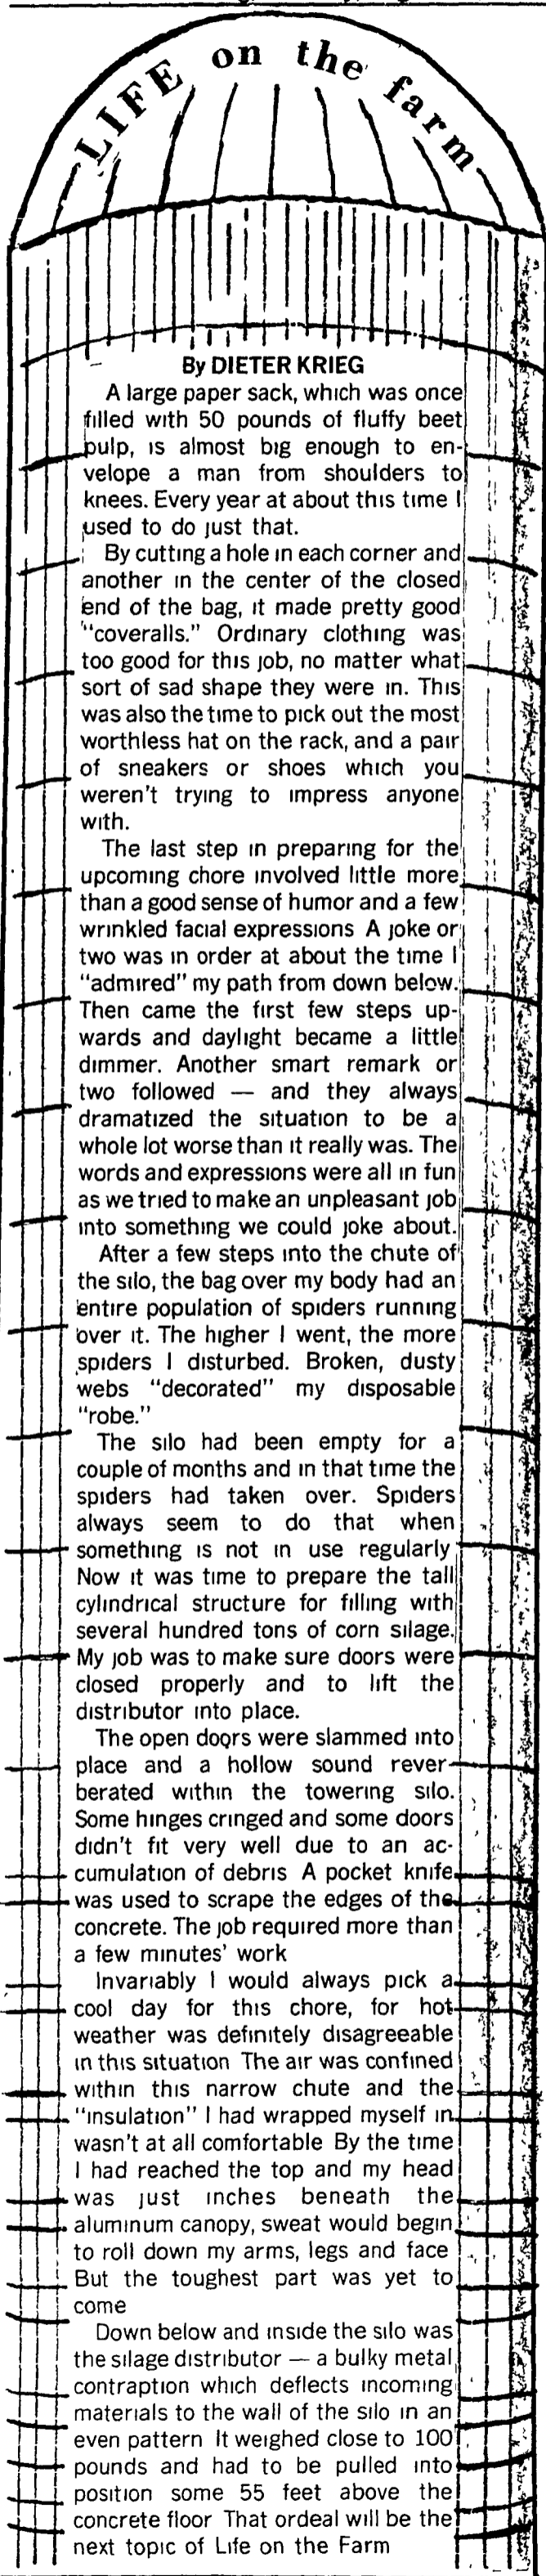 LIFE on the farm
By DIETER KRIEG
A large paper sack, which was once
filled with 50 pounds of fluffy beet
pulp, is almost big enough to en-
velope a man from shoulders to
knees. Every year at about this time I
used to do just that.
By cutting a hole in each corner and
another in the center of the closed
end of the bag, it made pretty good
"coveralls." Ordinary clothing was
too good for this job, no matter what
sort of sad shape they were in. This
was also the time to pick out the most
worthless hat on the rack, and a pair
of sneakers or shoes which you
weren't trying to impress anyone
with.
The last step in preparing for the
upcoming chore involved little more
than a good sense of humor and a few
wrinkled facial expressions A joke or
two was in order at about the time I
"admired" my path from down below.
Then came the first few steps up-
wards and daylight became a little
dimmer. Another smart remark or
two followed — and they always
dramatized the situation to be a
whole lot worse than it really was. The
words and expressions were all in fun
as we tried to make an unpleasant job
into something we could joke about.
After a few steps into the chute of
the silo, the bag over my body had an
entire population of spiders running
over it. The higher I went, the more
spiders I disturbed. Broken, dusty
webs "decorated" my disposable
"robe."
The silo had been empty for a
couple of months and in that time the
spiders had taken over. Spiders
always seem to do that when
something is not in use regularly
Now it was time to prepare the tall
cylindrical structure for filling with
several hundred tons of corn silage.
My job was to make sure doors were
closed properly and to lift the
distributor into place.
The open doors were slammed into
place and a hollow sound rever-
berated within the towering silo.
Some hinges cringed and some doors
didn't fit very well due to an ac-
cumulation of debris A pocket knife
was used to scrape the edges of the
concrete. The job required more than
a few minutes' work
Invariably I would always pick a
cool day for this chore, for hot
weather was definitely disagreeable
in this situation The air was confined
within this narrow chute and the
"insulation" I had wrapped myself in
wasn't at all comfortable By the time
I had reached the top and my head
was just inches beneath the
aluminum canopy, sweat would begin
to roll down my arms, legs and face
But the toughest part was yet to
come
Down below and inside the silo was
the silage distributor — a bulky metal
contraption which deflects incoming
materials to the wall of the silo in an
even pattern It weighed close to 100
pounds and had to be pulled into
position some 55 feet above the
concrete floor That ordeal will be the
next topic of Life on the Farm